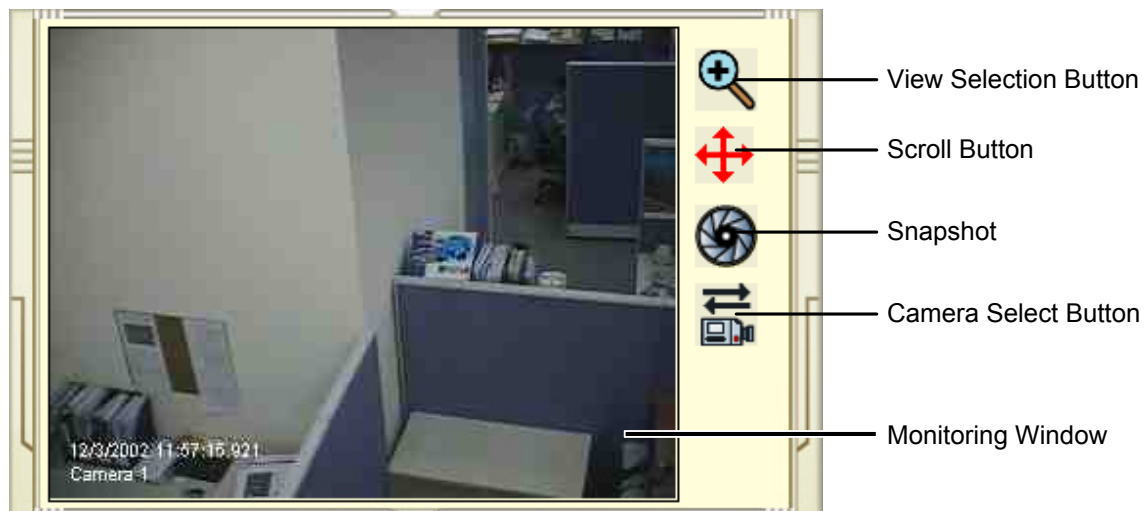 View Selection Button
Scroll Button
Snapshot
Camera Select Button
Monitoring Window
12/3/2002 11:57:15.921
Camera 1